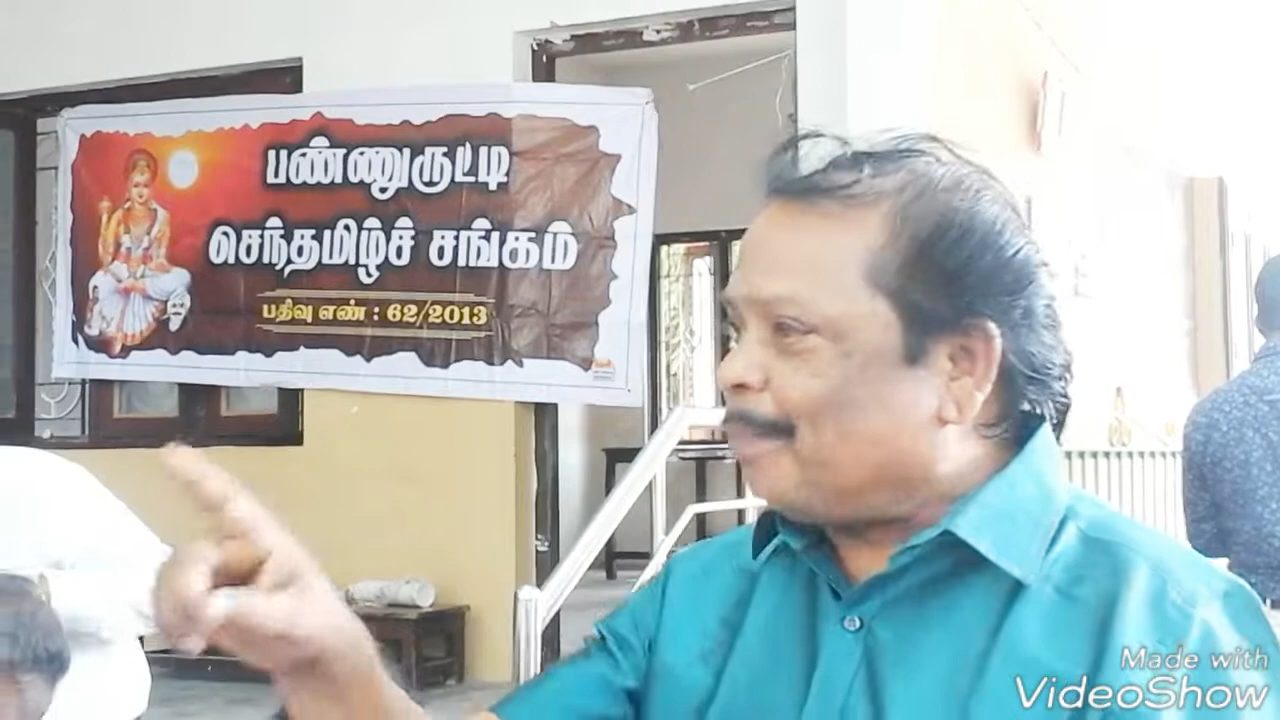 பண்ணுருட்டி
செந்தமிழ்ச் சங்கம்
பதிவு எண் : 62/2013
Made with
VideoShow